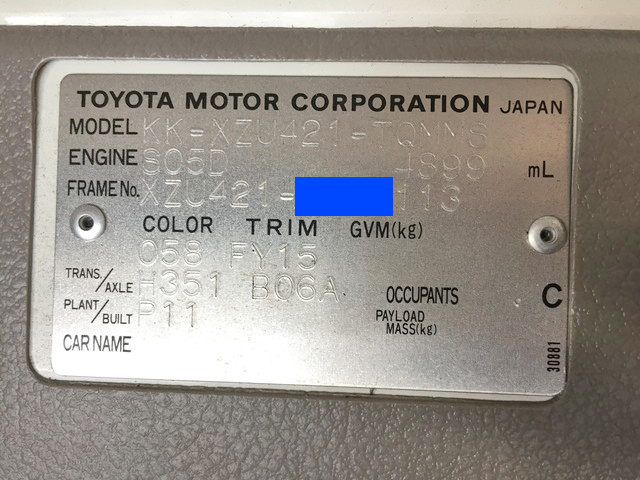 TOYOTA MOTOR CORPORATION JAPAN
MODEL KK-XZU421-TQMMS
ENGINE S05D 4899 mL
FRAME No. XZU421- 113
COLOR TRIM GVM(kg)
058 FY15
TRANS./AXLE H351 B06A OCCUPANTS C
PLANT/BUILT P11 PAYLOAD MASS(kg)
CAR NAME
30881